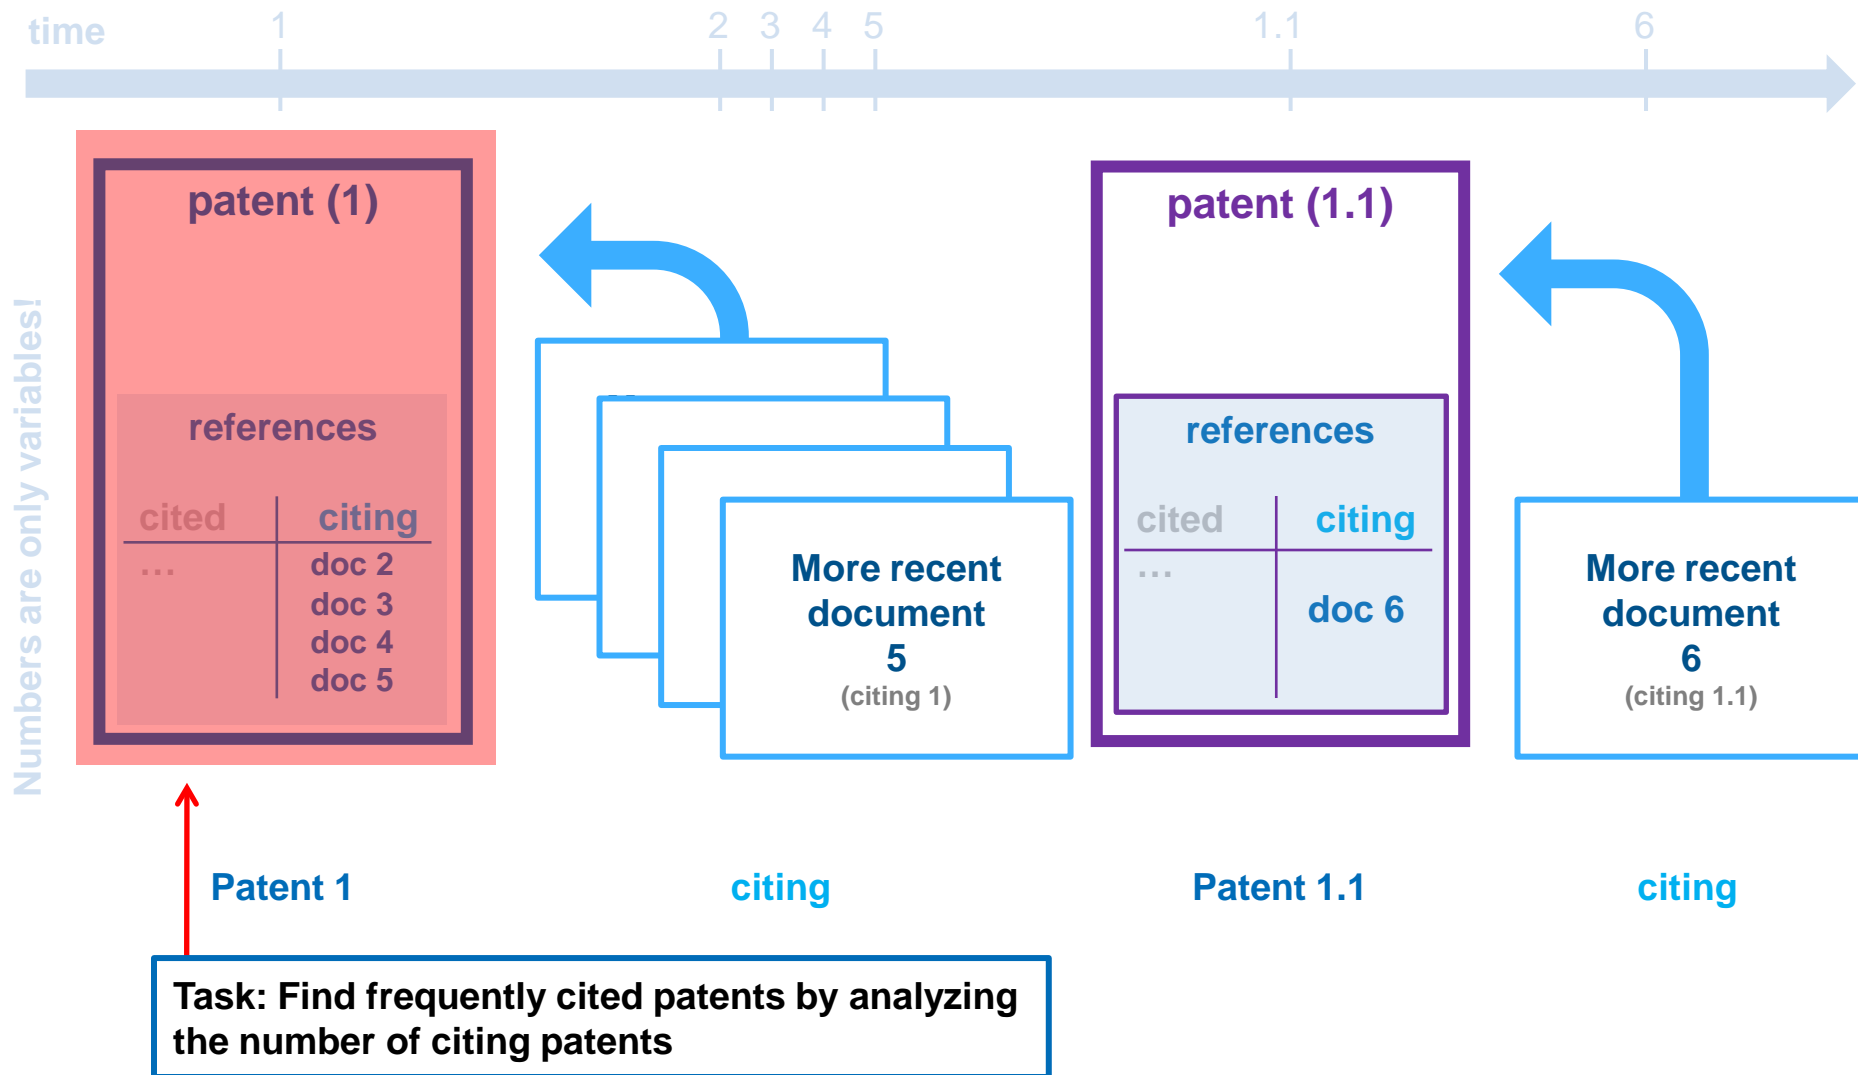 time 1 2 3 4 5 1.1 6
Numbers are only variables!
patent (1)
references
cited citing
... doc 2
doc 3
doc 4
doc 5
More recent
document
5
(citing 1)
patent (1.1)
references
cited citing
...
doc 6
More recent
document
6
(citing 1.1)
Patent 1 citing Patent 1.1 citing
Task: Find frequently cited patents by analyzing
the number of citing patents